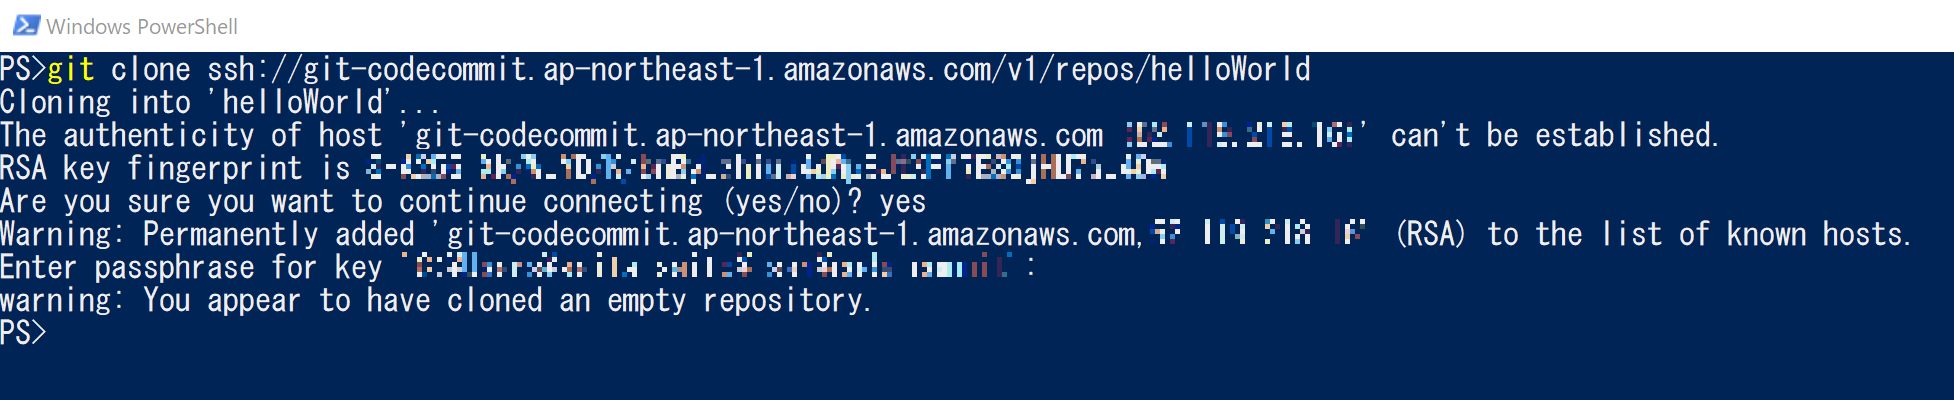 Windows PowerShell
PS>git clone ssh://git-codecommit.ap-northeast-1.amazonaws.com/v1/repos/helloWorld
Cloning into 'helloWorld'...
The authenticity of host 'git-codecommit.ap-northeast-1.amazonaws.com ' can't be established.
RSA key fingerprint is
Are you sure you want to continue connecting (yes/no)? yes
Warning: Permanently added 'git-codecommit.ap-northeast-1.amazonaws.com, (RSA) to the list of known hosts.
Enter passphrase for key :
warning: You appear to have cloned an empty repository.
PS>